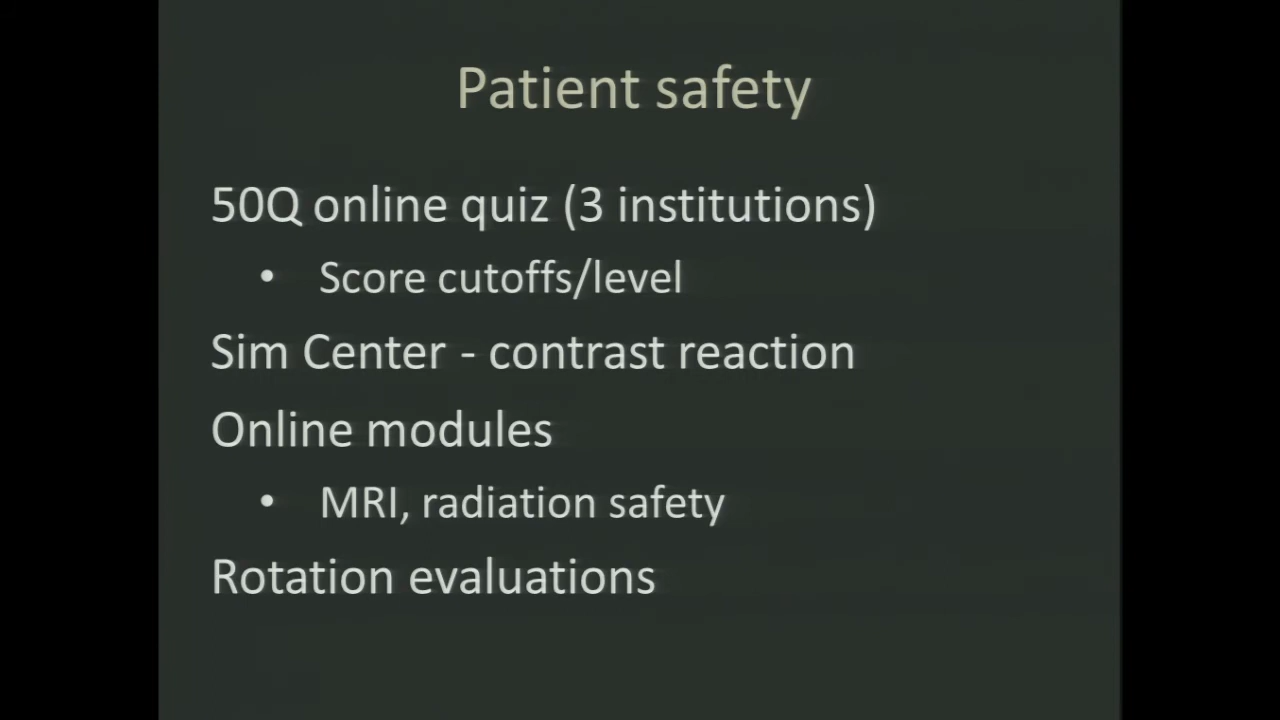 Patient safety
50Q online quiz (3 institutions)
• Score cutoffs/level
Sim Center - contrast reaction
Online modules
• MRI, radiation safety
Rotation evaluations